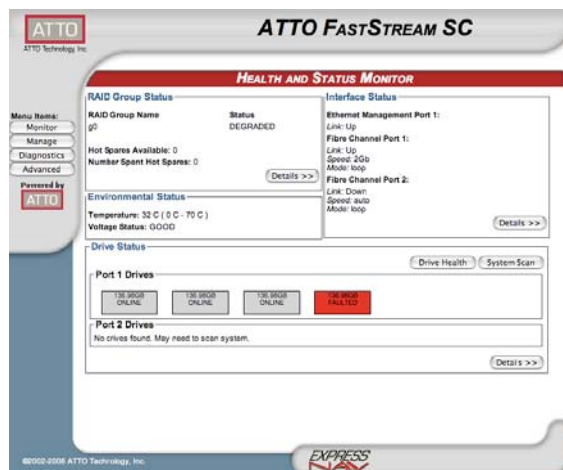 ATTO
ATTO Technology, Inc.
ATTO FASTSTREAM SC
HEALTH AND STATUS MONITOR
Menu Items:
Monitor
Manage
Diagnostics
Advanced
Powered by
ATTO
RAID Group Status
RAID Group Name Status
g0 DEGRADED
Hot Spares Available: 0
Number Spent Hot Spares: 0
Details >>
Environmental Status
Temperature: 32 C ( 0 C - 70 C )
Voltage Status: GOOD
Interface Status
Ethernet Management Port 1:
Link: Up
Fibre Channel Port 1:
Link: Up
Speed: 2Gb
Mode: loop
Fibre Channel Port 2:
Link: Down
Speed: auto
Mode: loop
Details >>
Drive Status
Drive Health System Scan
Port 1 Drives
136.98GB ONLINE
136.98GB ONLINE
136.98GB ONLINE
136.98GB FAULTED
Port 2 Drives
No drives found. May need to scan system.
Details >>
©2002-2006 ATTO Technology, Inc.
EXPRESS
NAV